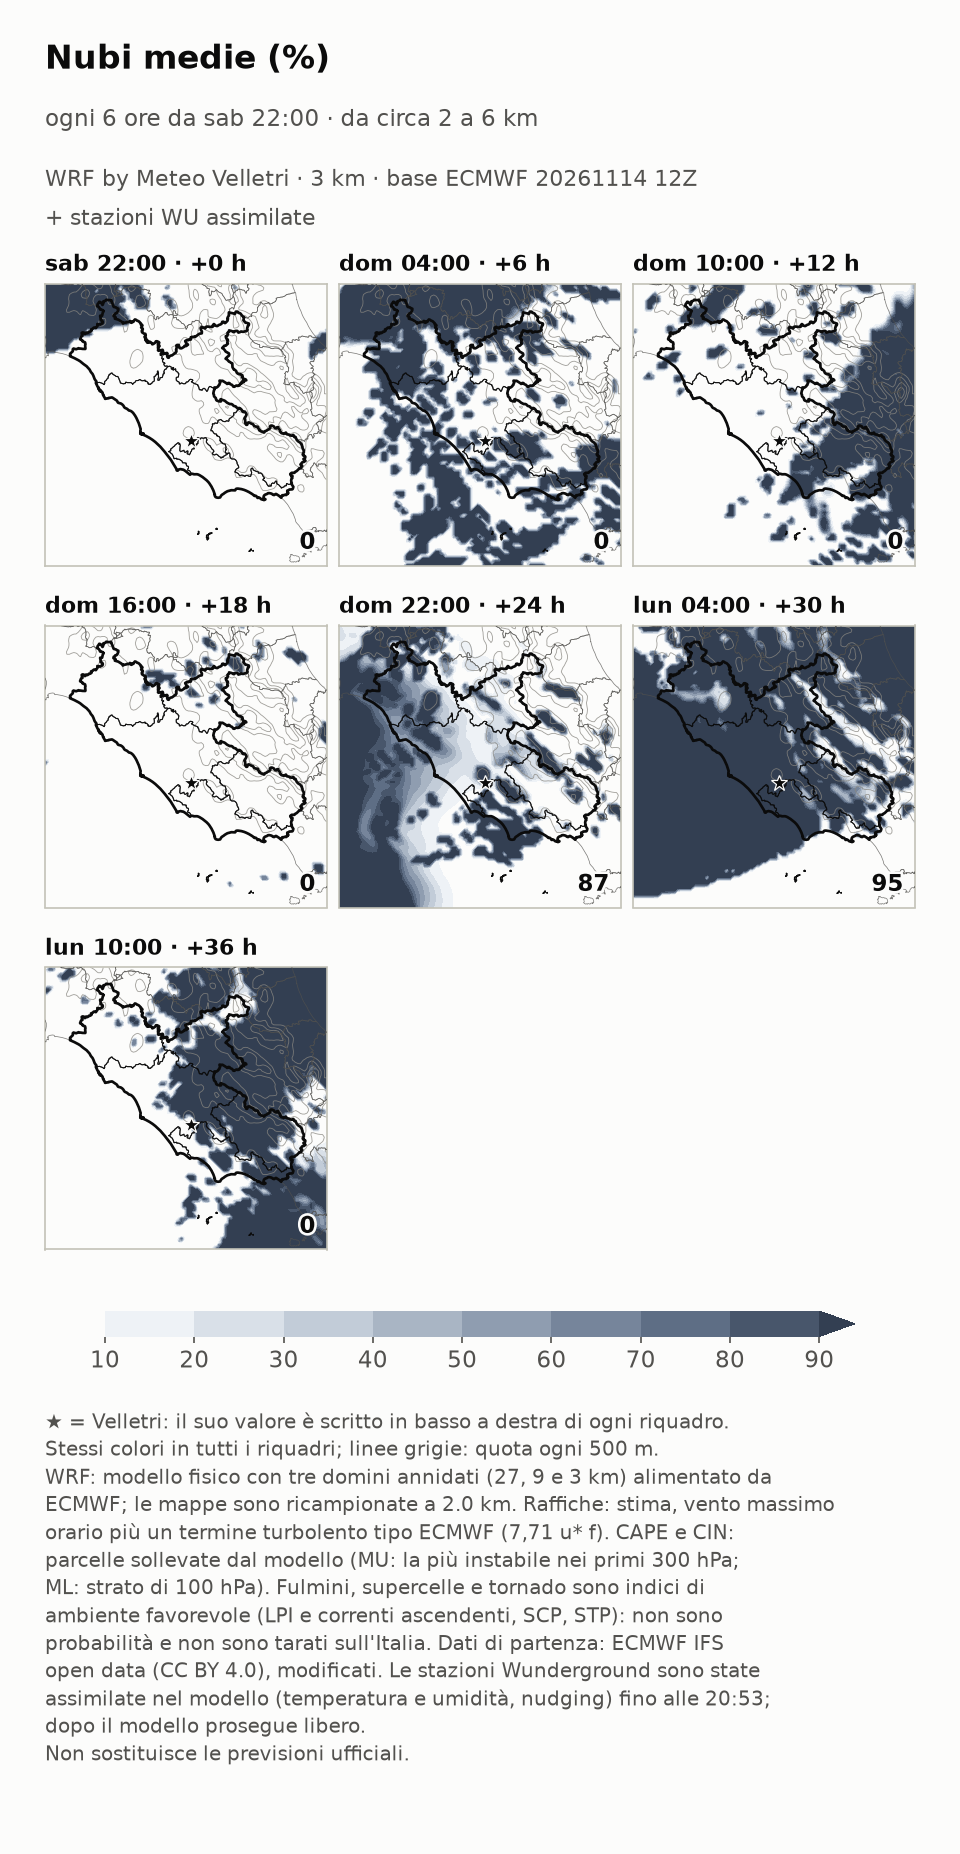 Nubi medie (%)
ogni 6 ore da sab 22:00 · da circa 2 a 6 km
WRF by Meteo Velletri · 3 km · base ECMWF 20261114 12Z
+ stazioni WU assimilate
sab 22:00 · +0 h
dom 04:00 · +6 h
dom 10:00 · +12 h
0
0
0
dom 16:00 · +18 h
dom 22:00 · +24 h
lun 04:00 · +30 h
0
87
95
lun 10:00 · +36 h
0
10 20 30 40 50 60 70 80 90
★ = Velletri: il suo valore è scritto in basso a destra di ogni riquadro.
Stessi colori in tutti i riquadri; linee grigie: quota ogni 500 m.
WRF: modello fisico con tre domini annidati (27, 9 e 3 km) alimentato da
ECMWF; le mappe sono ricampionate a 2.0 km. Raffiche: stima, vento massimo
orario più un termine turbolento tipo ECMWF (7,71 u* f). CAPE e CIN:
parcelle sollevate dal modello (MU: la più instabile nei primi 300 hPa;
ML: strato di 100 hPa). Fulmini, supercelle e tornado sono indici di
ambiente favorevole (LPI e correnti ascendenti, SCP, STP): non sono
probabilità e non sono tarati sull'Italia. Dati di partenza: ECMWF IFS
open data (CC BY 4.0), modificati. Le stazioni Wunderground sono state
assimilate nel modello (temperatura e umidità, nudging) fino alle 20:53;
dopo il modello prosegue libero.
Non sostituisce le previsioni ufficiali.